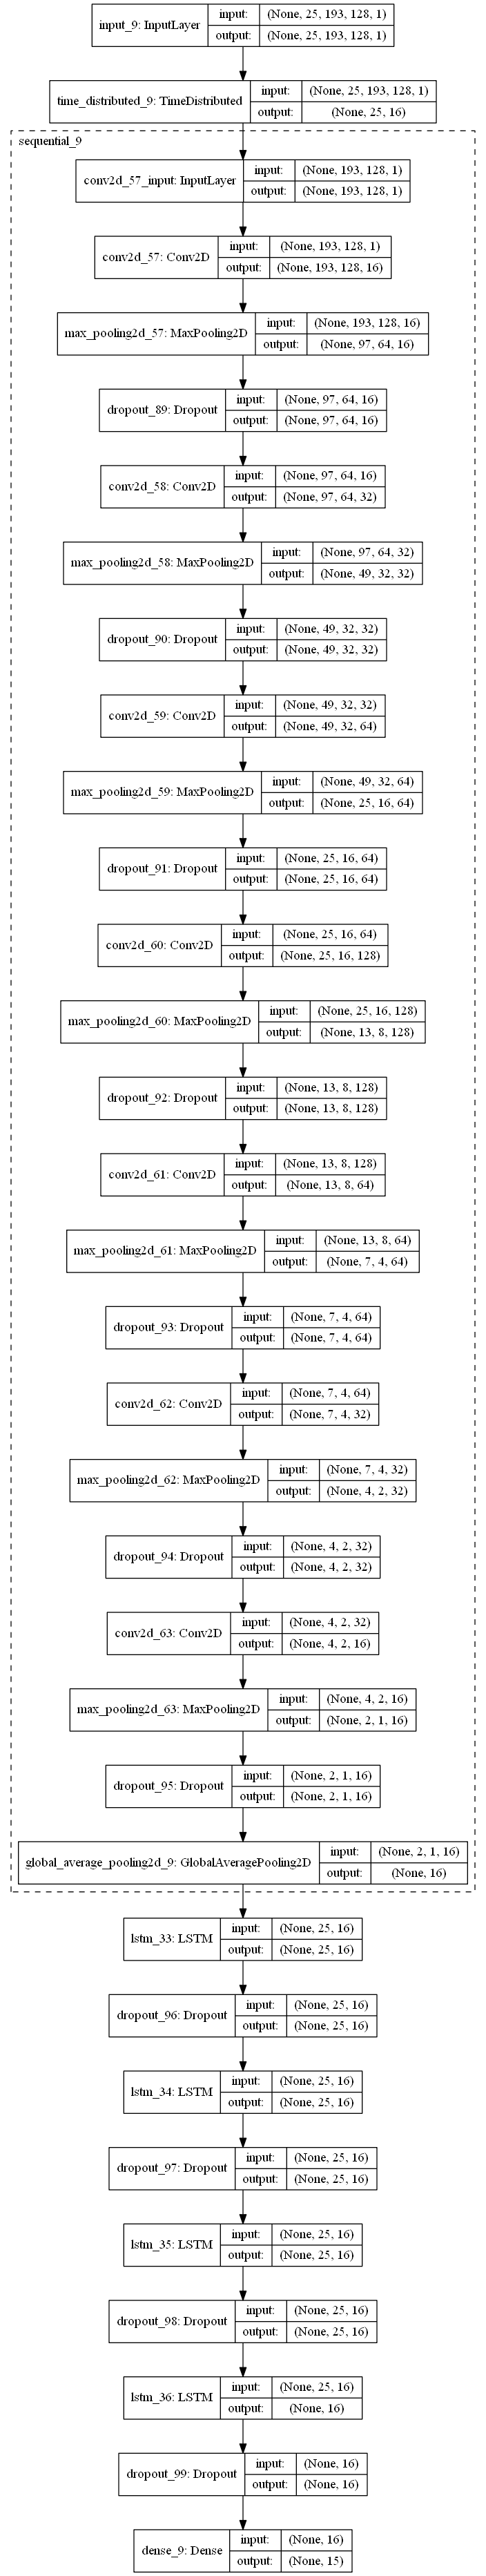 input_9: InputLayer
input: (None, 25, 193, 128, 1)
output: (None, 25, 193, 128, 1)
time_distributed_9: TimeDistributed
input: (None, 25, 193, 128, 1)
output: (None, 25, 16)
sequential_9
conv2d_57_input: InputLayer
input: (None, 193, 128, 1)
output: (None, 193, 128, 1)
conv2d_57: Conv2D
input: (None, 193, 128, 1)
output: (None, 193, 128, 16)
max_pooling2d_57: MaxPooling2D
input: (None, 193, 128, 16)
output: (None, 97, 64, 16)
dropout_89: Dropout
input: (None, 97, 64, 16)
output: (None, 97, 64, 16)
conv2d_58: Conv2D
input: (None, 97, 64, 16)
output: (None, 97, 64, 32)
max_pooling2d_58: MaxPooling2D
input: (None, 97, 64, 32)
output: (None, 49, 32, 32)
dropout_90: Dropout
input: (None, 49, 32, 32)
output: (None, 49, 32, 32)
conv2d_59: Conv2D
input: (None, 49, 32, 32)
output: (None, 49, 32, 64)
max_pooling2d_59: MaxPooling2D
input: (None, 49, 32, 64)
output: (None, 25, 16, 64)
dropout_91: Dropout
input: (None, 25, 16, 64)
output: (None, 25, 16, 64)
conv2d_60: Conv2D
input: (None, 25, 16, 64)
output: (None, 25, 16, 128)
max_pooling2d_60: MaxPooling2D
input: (None, 25, 16, 128)
output: (None, 13, 8, 128)
dropout_92: Dropout
input: (None, 13, 8, 128)
output: (None, 13, 8, 128)
conv2d_61: Conv2D
input: (None, 13, 8, 128)
output: (None, 13, 8, 64)
max_pooling2d_61: MaxPooling2D
input: (None, 13, 8, 64)
output: (None, 7, 4, 64)
dropout_93: Dropout
input: (None, 7, 4, 64)
output: (None, 7, 4, 64)
conv2d_62: Conv2D
input: (None, 7, 4, 64)
output: (None, 7, 4, 32)
max_pooling2d_62: MaxPooling2D
input: (None, 7, 4, 32)
output: (None, 4, 2, 32)
dropout_94: Dropout
input: (None, 4, 2, 32)
output: (None, 4, 2, 32)
conv2d_63: Conv2D
input: (None, 4, 2, 32)
output: (None, 4, 2, 16)
max_pooling2d_63: MaxPooling2D
input: (None, 4, 2, 16)
output: (None, 2, 1, 16)
dropout_95: Dropout
input: (None, 2, 1, 16)
output: (None, 2, 1, 16)
global_average_pooling2d_9: GlobalAveragePooling2D
input: (None, 2, 1, 16)
output: (None, 16)
lstm_33: LSTM
input: (None, 25, 16)
output: (None, 25, 16)
dropout_96: Dropout
input: (None, 25, 16)
output: (None, 25, 16)
lstm_34: LSTM
input: (None, 25, 16)
output: (None, 25, 16)
dropout_97: Dropout
input: (None, 25, 16)
output: (None, 25, 16)
lstm_35: LSTM
input: (None, 25, 16)
output: (None, 25, 16)
dropout_98: Dropout
input: (None, 25, 16)
output: (None, 25, 16)
lstm_36: LSTM
input: (None, 25, 16)
output: (None, 16)
dropout_99: Dropout
input: (None, 16)
output: (None, 16)
dense_9: Dense
input: (None, 16)
output: (None, 15)